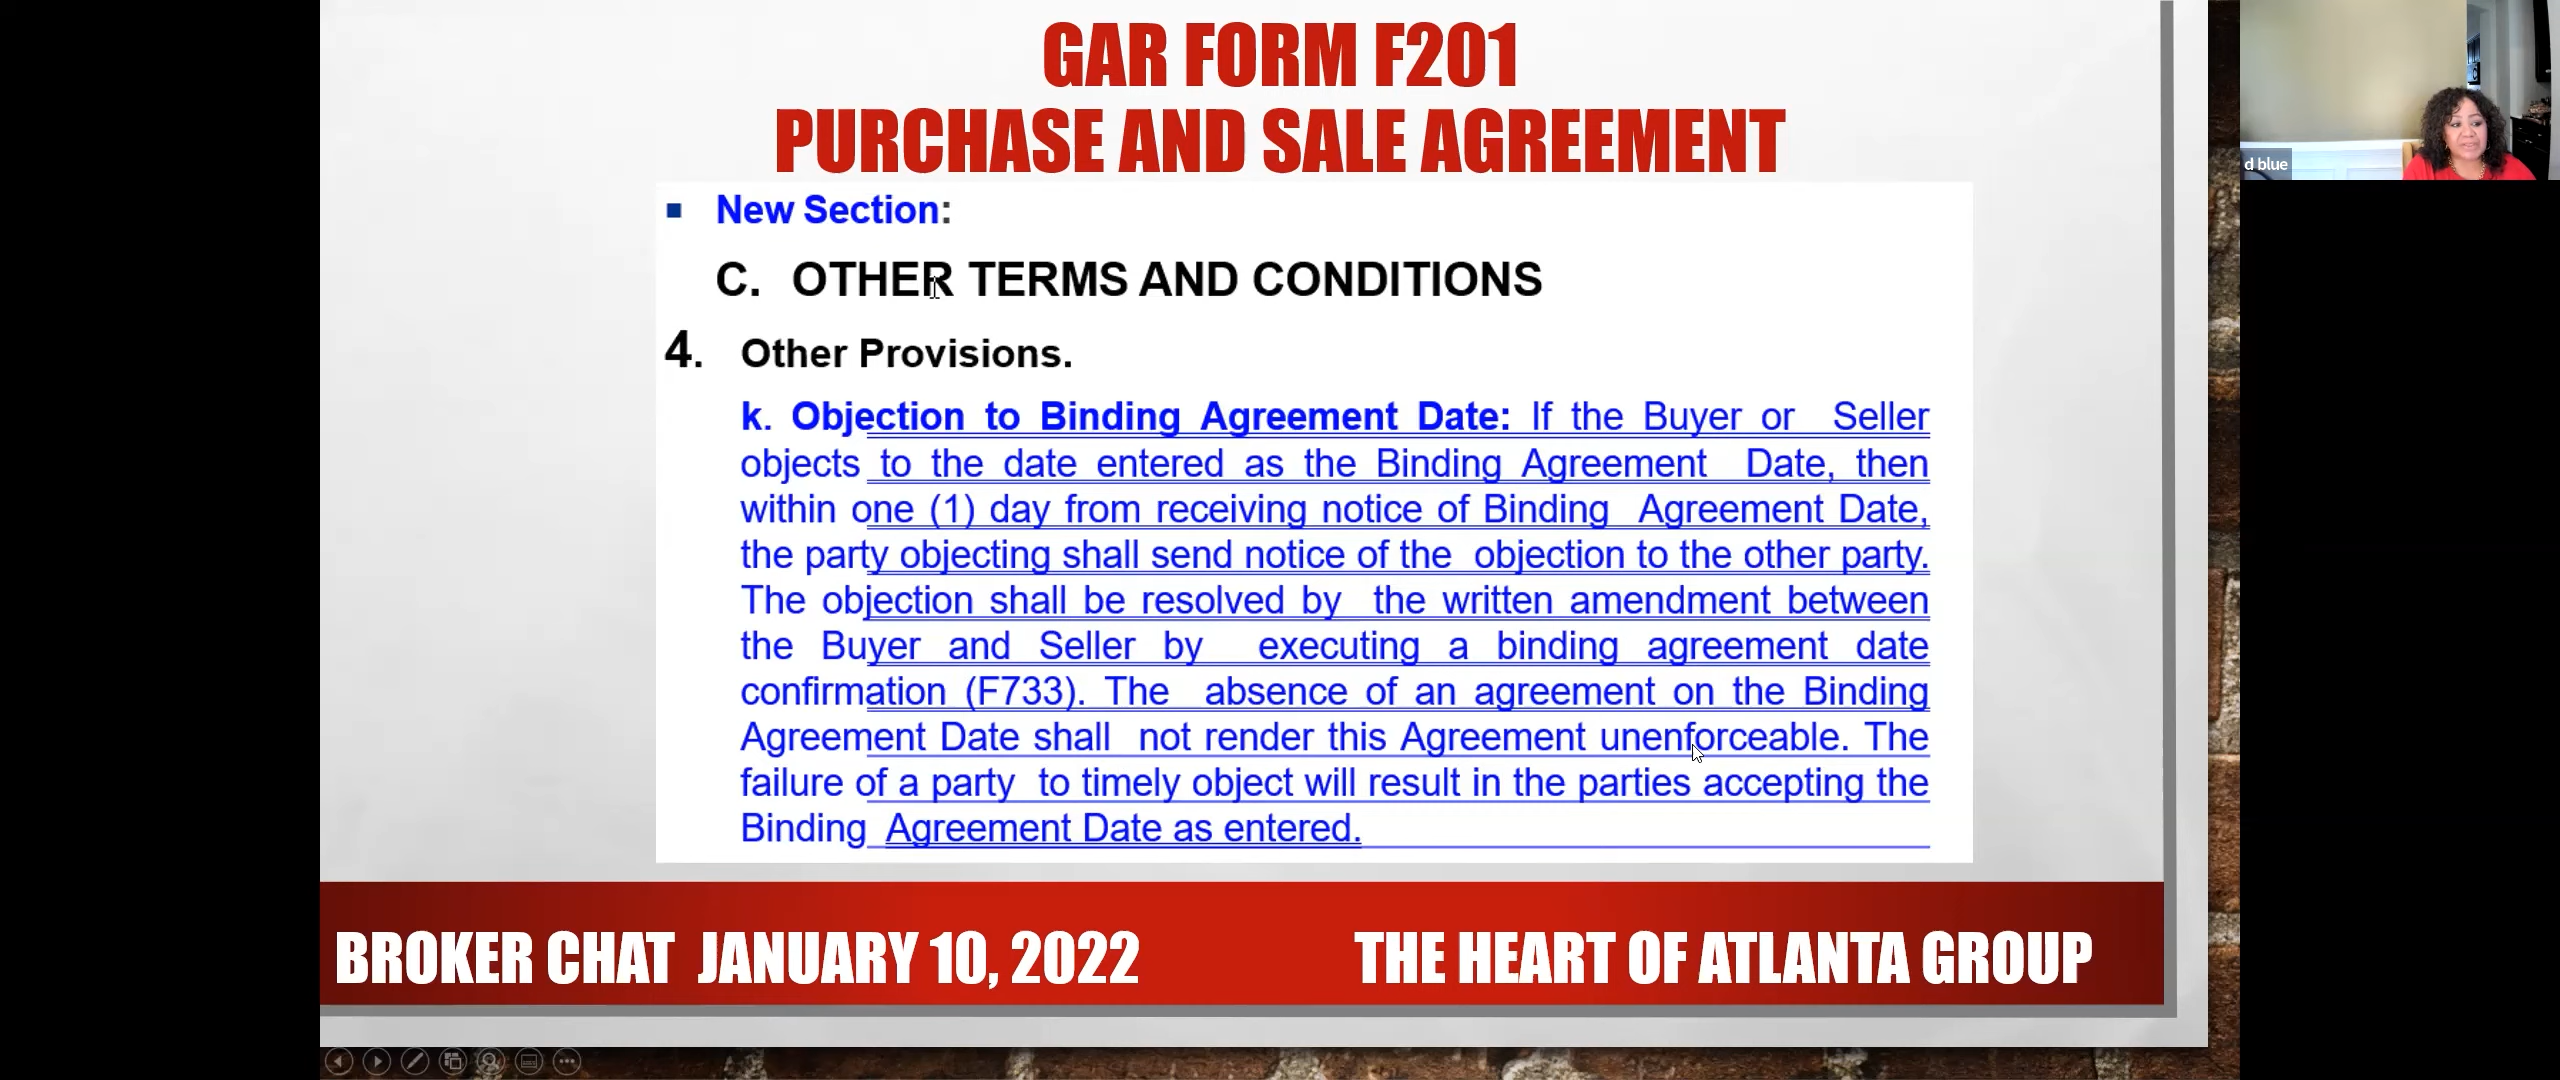 GAR FORM F201
PURCHASE AND SALE AGREEMENT
d blue
New Section:
C. OTHER TERMS AND CONDITIONS
4. Other Provisions.
k. Objection to Binding Agreement Date: If the Buyer or Seller
objects to the date entered as the Binding Agreement Date, then
within one (1) day from receiving notice of Binding Agreement Date,
the party objecting shall send notice of the objection to the other party.
The objection shall be resolved by the written amendment between
the Buyer and Seller by executing a binding agreement date
confirmation (F733). The absence of an agreement on the Binding
Agreement Date shall not render this Agreement unenforceable. The
failure of a party to timely object will result in the parties accepting the
Binding Agreement Date as entered.
BROKER CHAT JANUARY 10, 2022
THE HEART OF ATLANTA GROUP